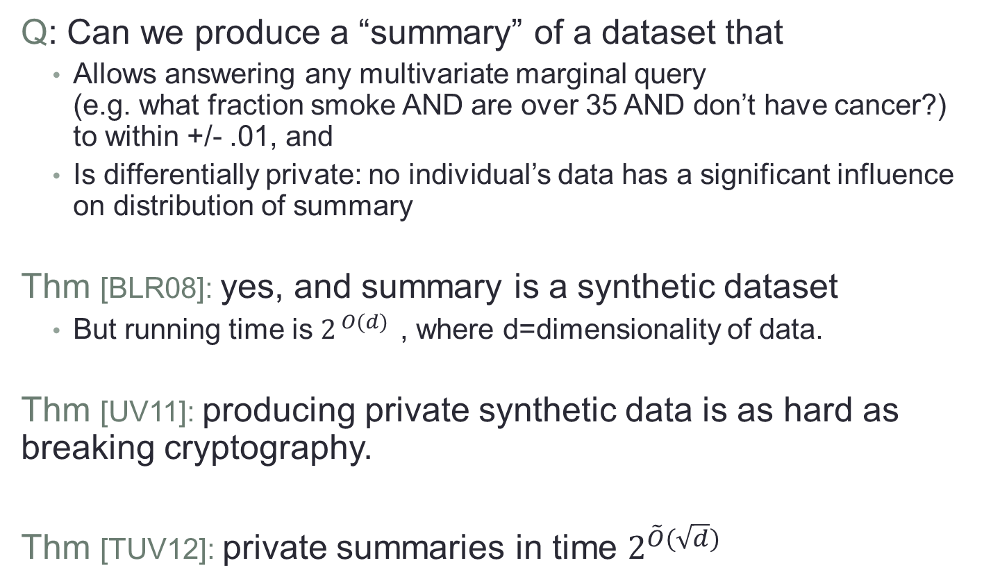 Q: Can we produce a “summary” of a dataset that
• Allows answering any multivariate marginal query
(e.g. what fraction smoke AND are over 35 AND don’t have cancer?)
to within +/- .01, and
• Is differentially private: no individual’s data has a significant influence
on distribution of summary
Thm [BLR08]: yes, and summary is a synthetic dataset
• But running time is 2^{O(d)} , where d=dimensionality of data.
Thm [UV11]: producing private synthetic data is as hard as
breaking cryptography.
Thm [TUV12]: private summaries in time 2^{Õ(√d)}